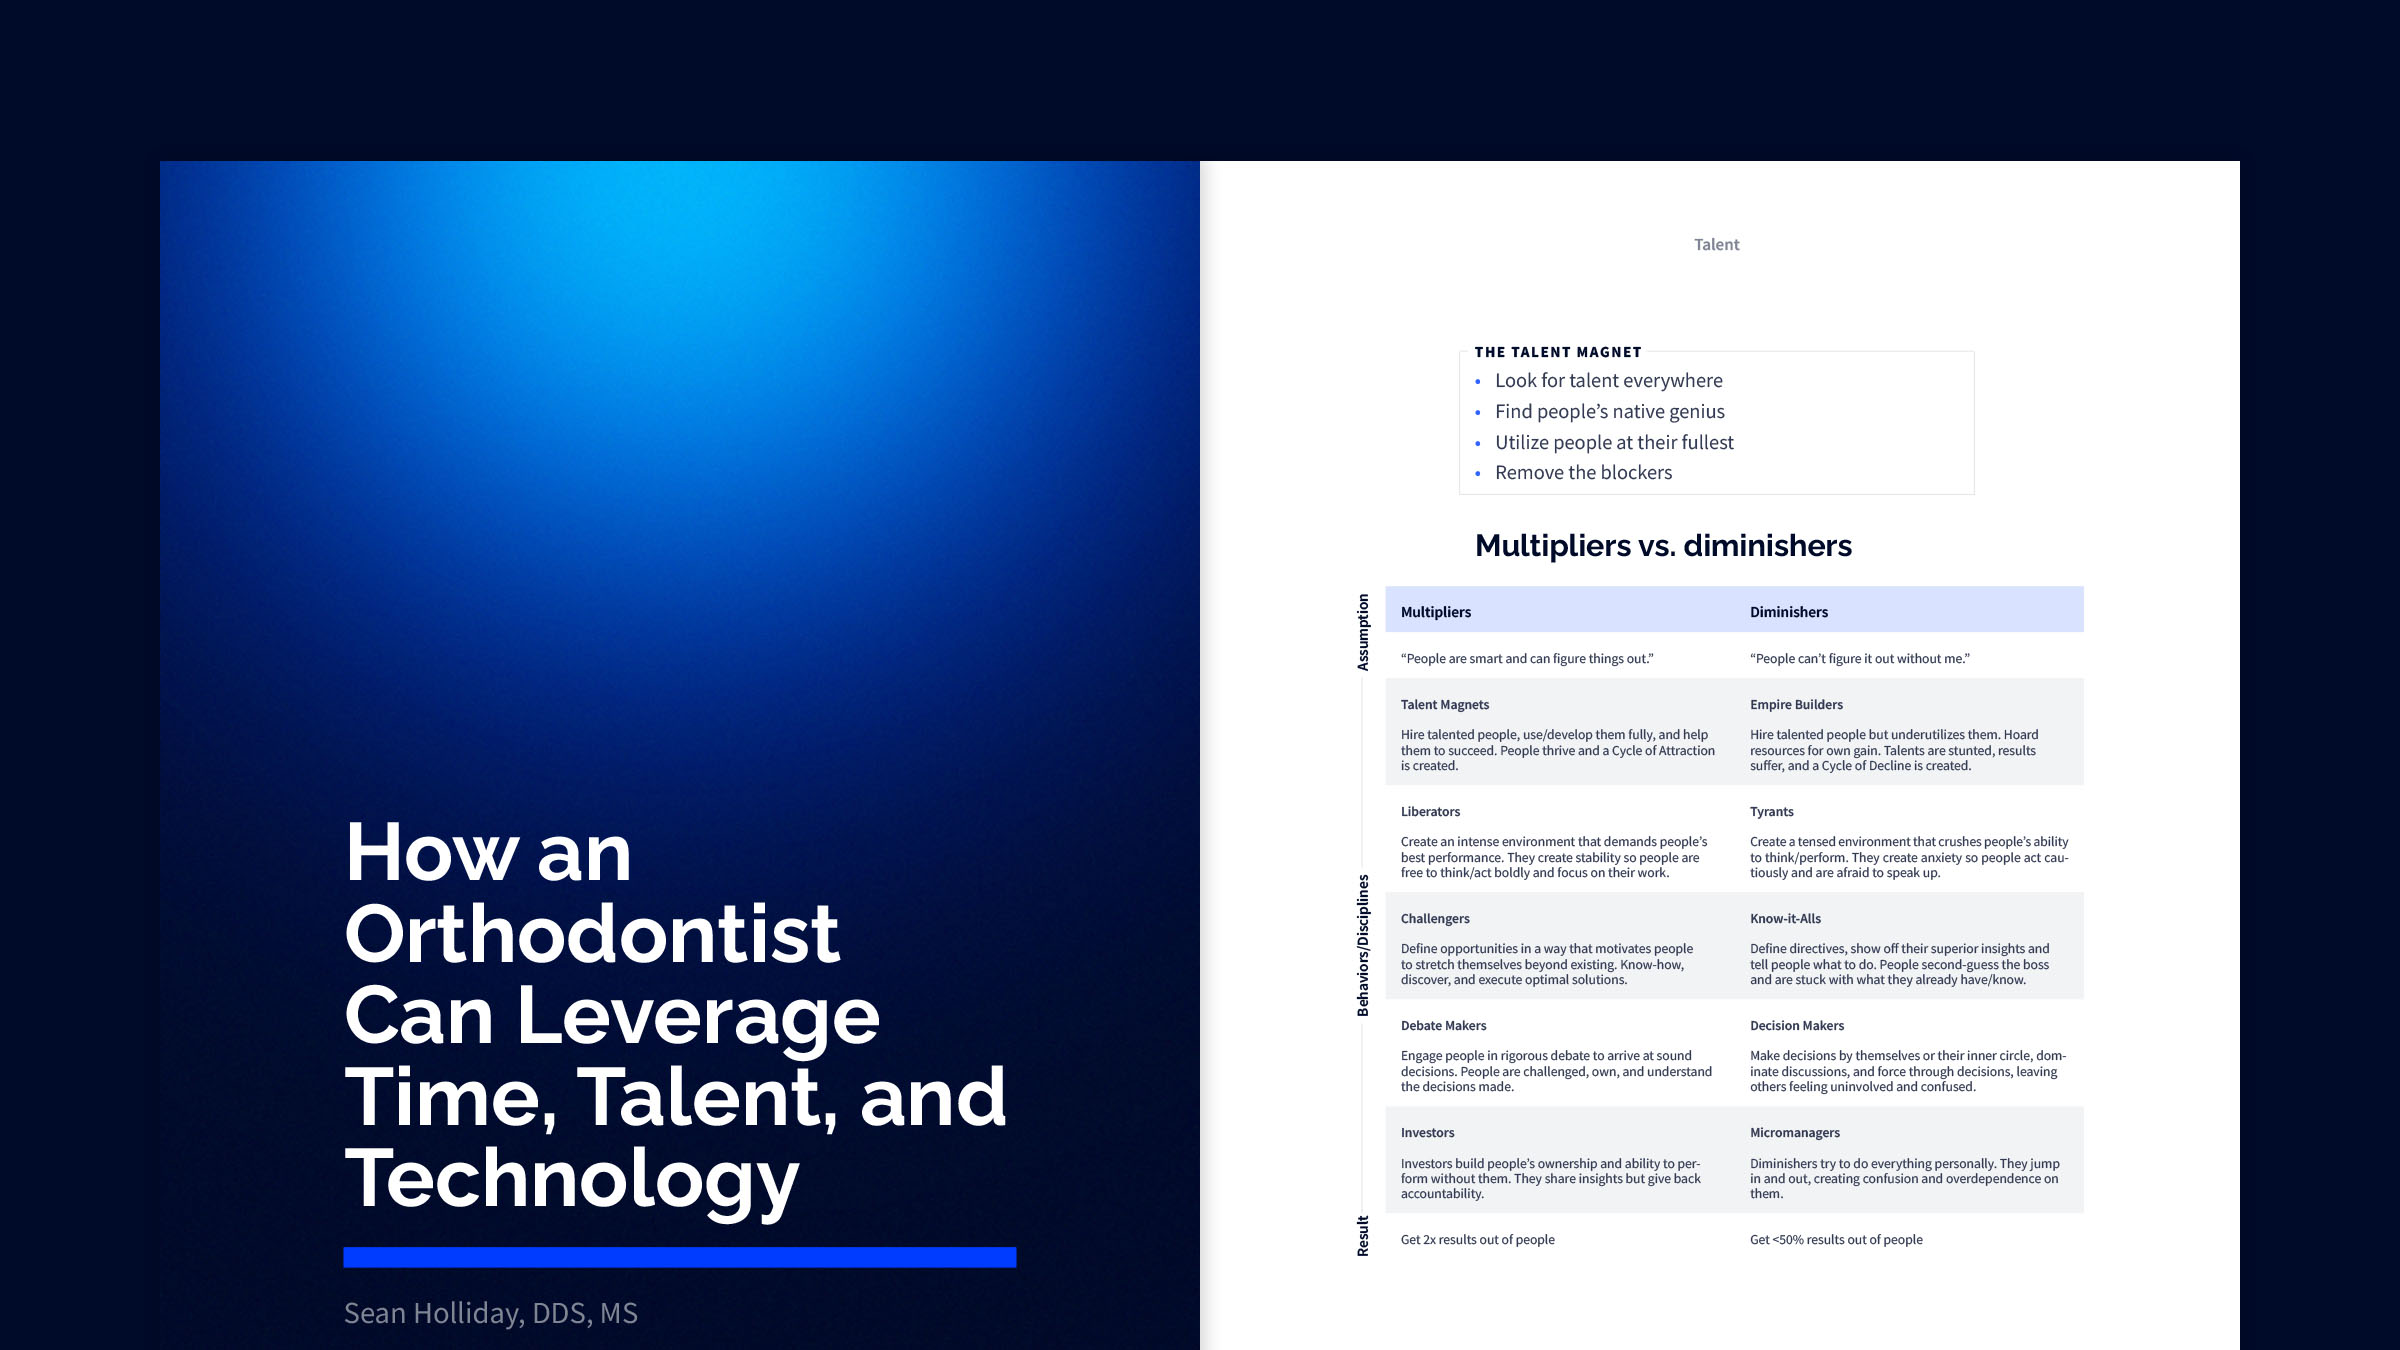 How an
Orthodontist
Can Leverage
Time, Talent, and
Technology
Sean Holliday, DDS, MS
Talent
THE TALENT MAGNET
• Look for talent everywhere
• Find people’s native genius
• Utilize people at their fullest
• Remove the blockers
Multipliers vs. diminishers
Assumption
Multipliers
Diminishers
“People are smart and can figure things out.”
“People can’t figure it out without me.”
Behaviors/Disciplines
Talent Magnets
Hire talented people, use/develop them fully, and help
them to succeed. People thrive and a Cycle of Attraction
is created.
Empire Builders
Hire talented people but underutilizes them. Hoard
resources for own gain. Talents are stunted, results
suffer, and a Cycle of Decline is created.
Liberators
Create an intense environment that demands people’s
best performance. They create stability so people are
free to think/act boldly and focus on their work.
Tyrants
Create a tensed environment that crushes people’s ability
to think/perform. They create anxiety so people act cau-
tiously and are afraid to speak up.
Challengers
Define opportunities in a way that motivates people
to stretch themselves beyond existing. Know-how,
discover, and execute optimal solutions.
Know-it-Alls
Define directives, show off their superior insights and
tell people what to do. People second-guess the boss
and are stuck with what they already have/know.
Debate Makers
Engage people in rigorous debate to arrive at sound
decisions. People are challenged, own, and understand
the decisions made.
Decision Makers
Make decisions by themselves or their inner circle, dom-
inate discussions, and force through decisions, leaving
others feeling uninvolved and confused.
Investors
Investors build people’s ownership and ability to per-
form without them. They share insights but give back
accountability.
Micromanagers
Diminishers try to do everything personally. They jump
in and out, creating confusion and overdependence on
them.
Result
Get 2x results out of people
Get <50% results out of people